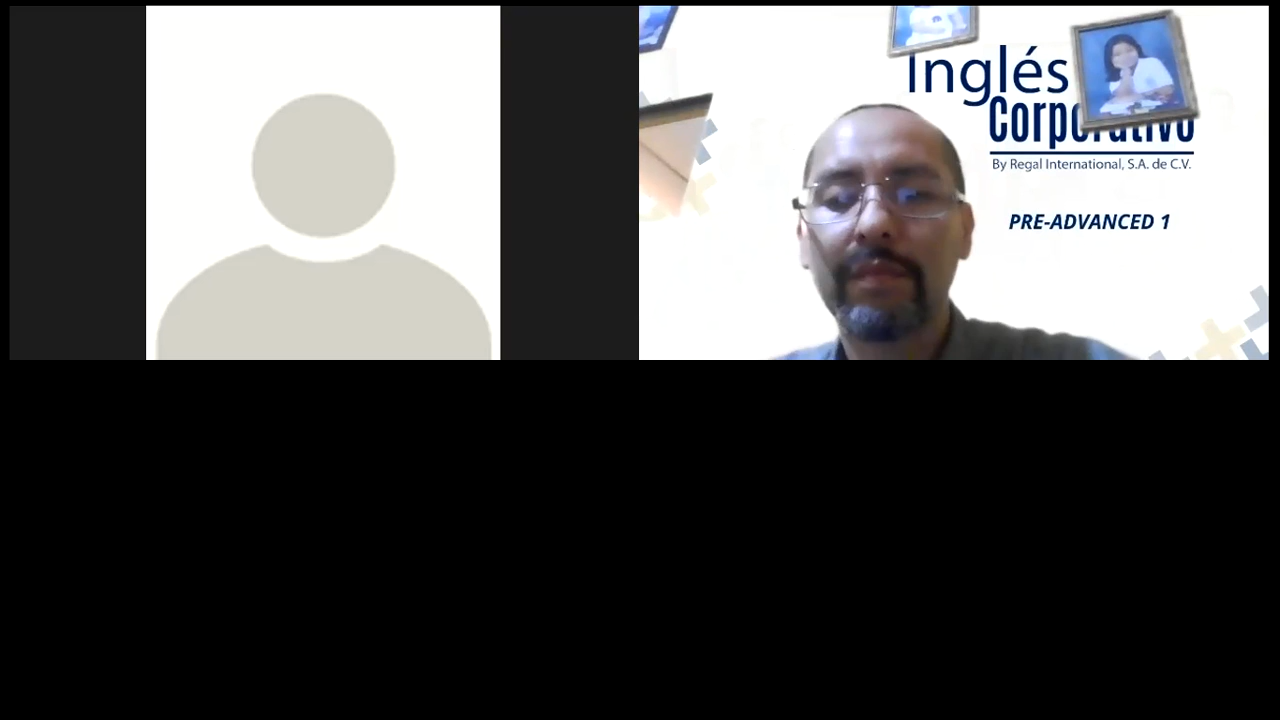 Inglés
Corporativo
By Regal International, S.A. de C.V.
PRE-ADVANCED 1